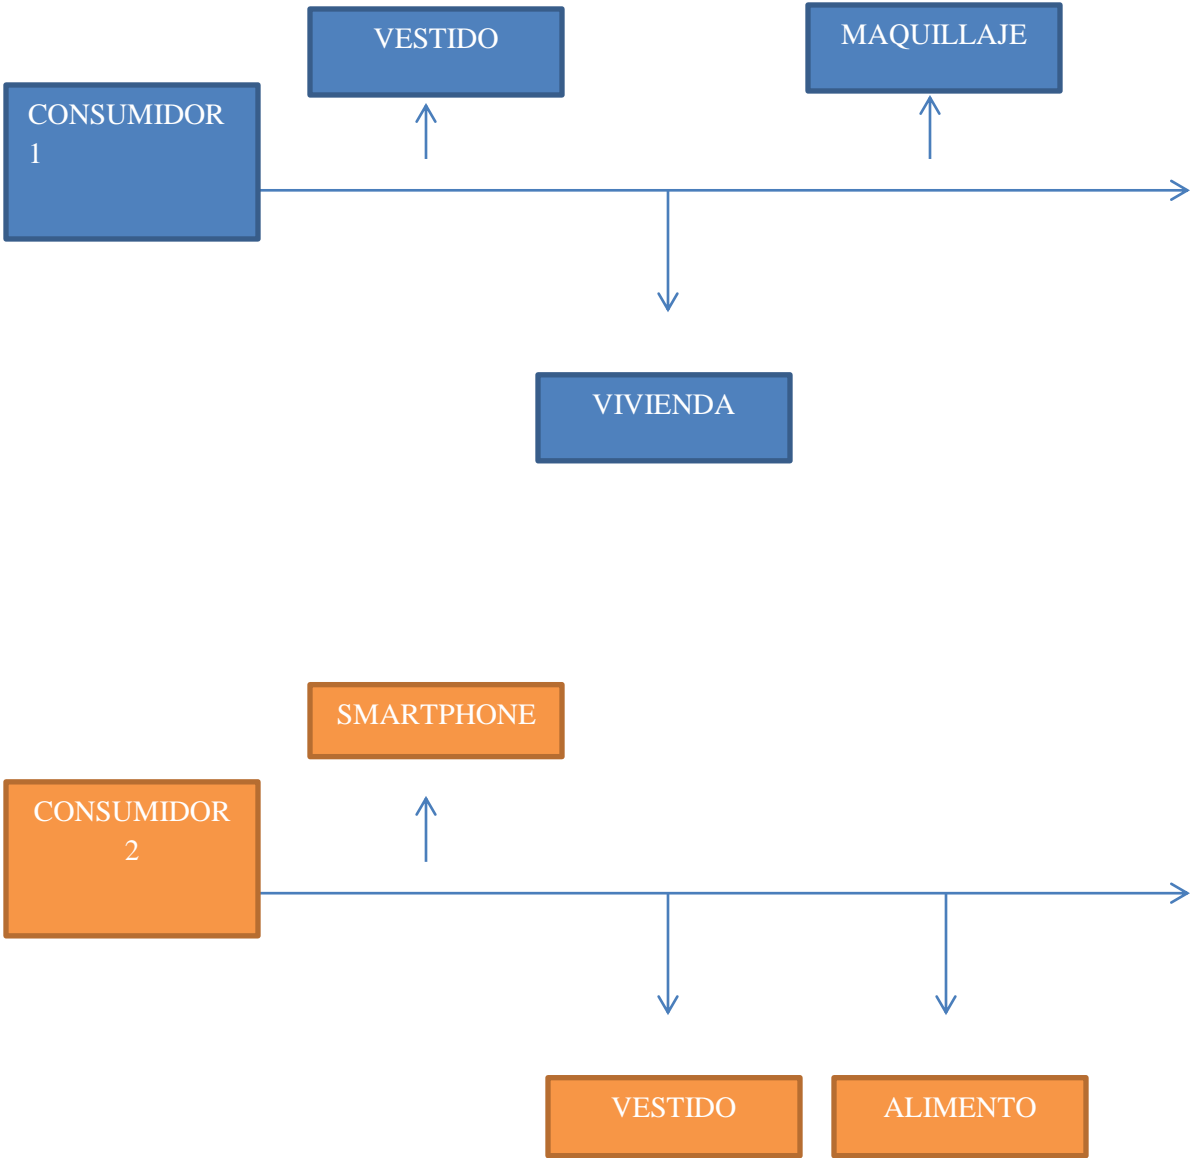 VESTIDO
MAQUILLAJE
CONSUMIDOR
1
VIVIENDA
SMARTPHONE
CONSUMIDOR
2
VESTIDO
ALIMENTO